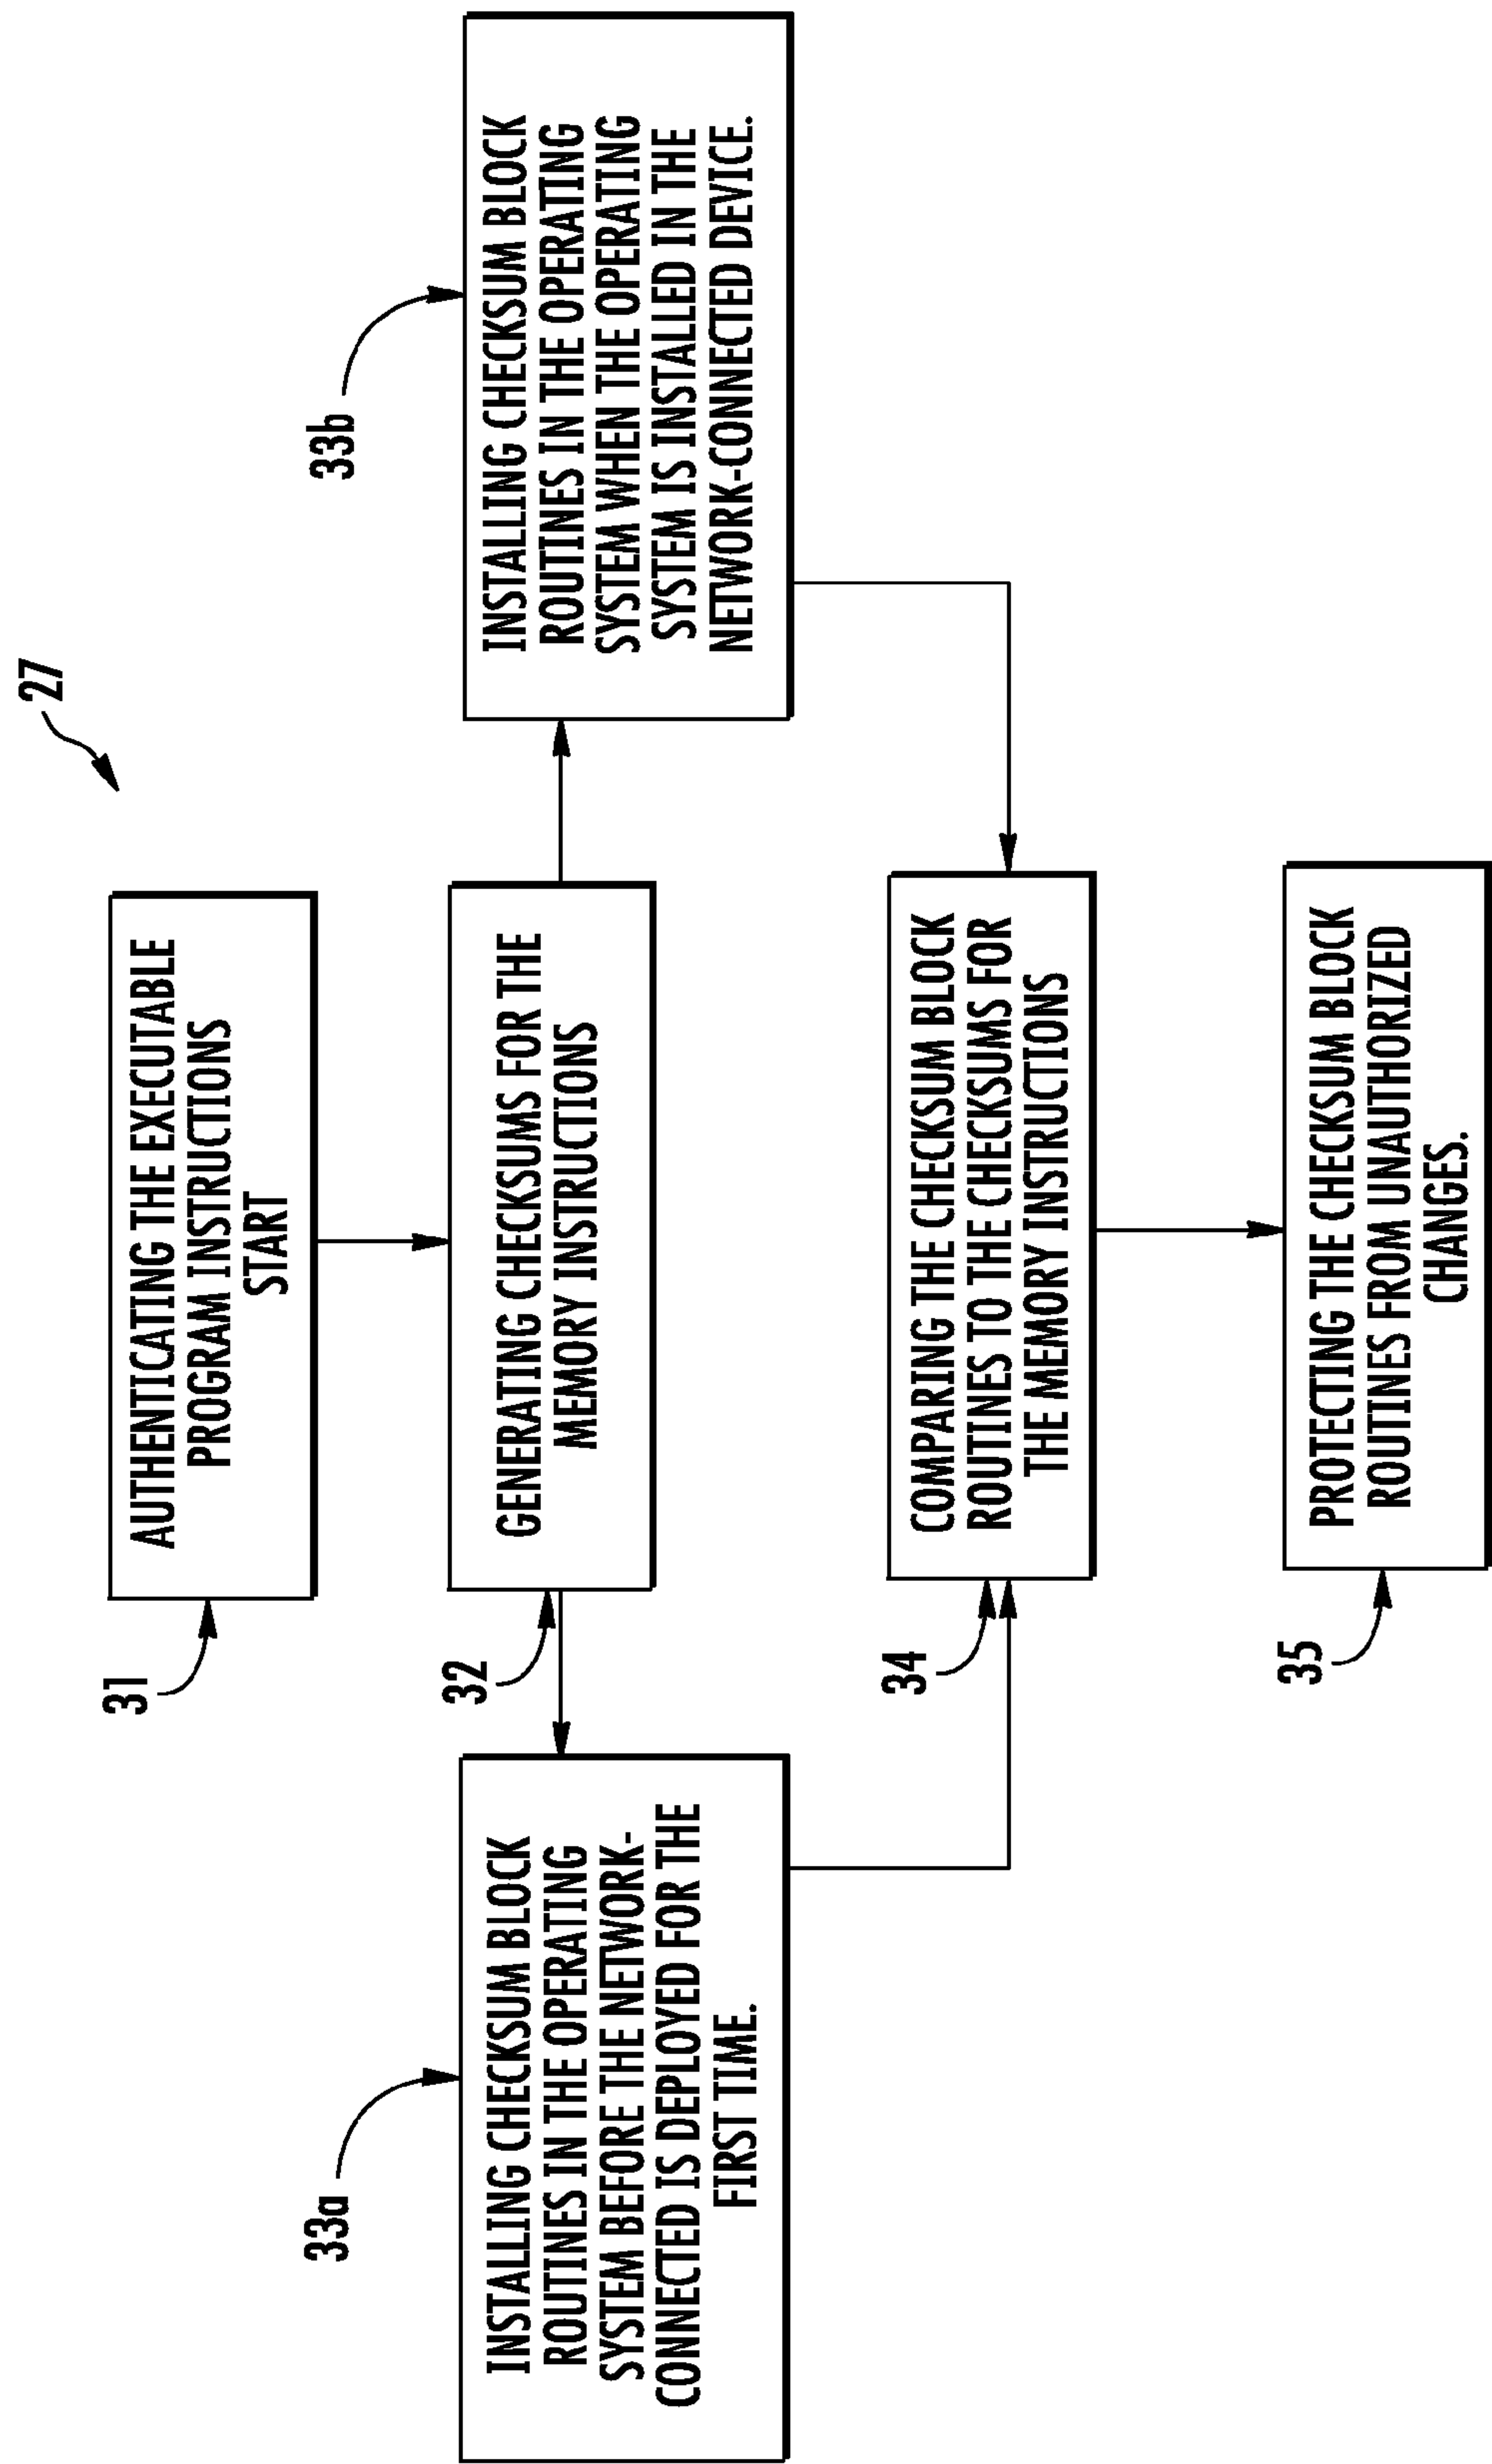 27
31
AUTHENTICATING THE EXECUTABLE
PROGRAM INSTRUCTIONS
START
32
GENERATING CHECKSUMS FOR THE
MEMORY INSTRUCTIONS
33a
INSTALLING CHECKSUM BLOCK
ROUTINES IN THE OPERATING
SYSTEM BEFORE THE NETWORK-
CONNECTED IS DEPLOYED FOR THE
FIRST TIME.
33b
INSTALLING CHECKSUM BLOCK
ROUTINES IN THE OPERATING
SYSTEM WHEN THE OPERATING
SYSTEM IS INSTALLED IN THE
NETWORK-CONNECTED DEVICE.
34
COMPARING THE CHECKSUM BLOCK
ROUTINES TO THE CHECKSUMS FOR
THE MEMORY INSTRUCTIONS
35
PROTECTING THE CHECKSUM BLOCK
ROUTINES FROM UNAUTHORIZED
CHANGES.